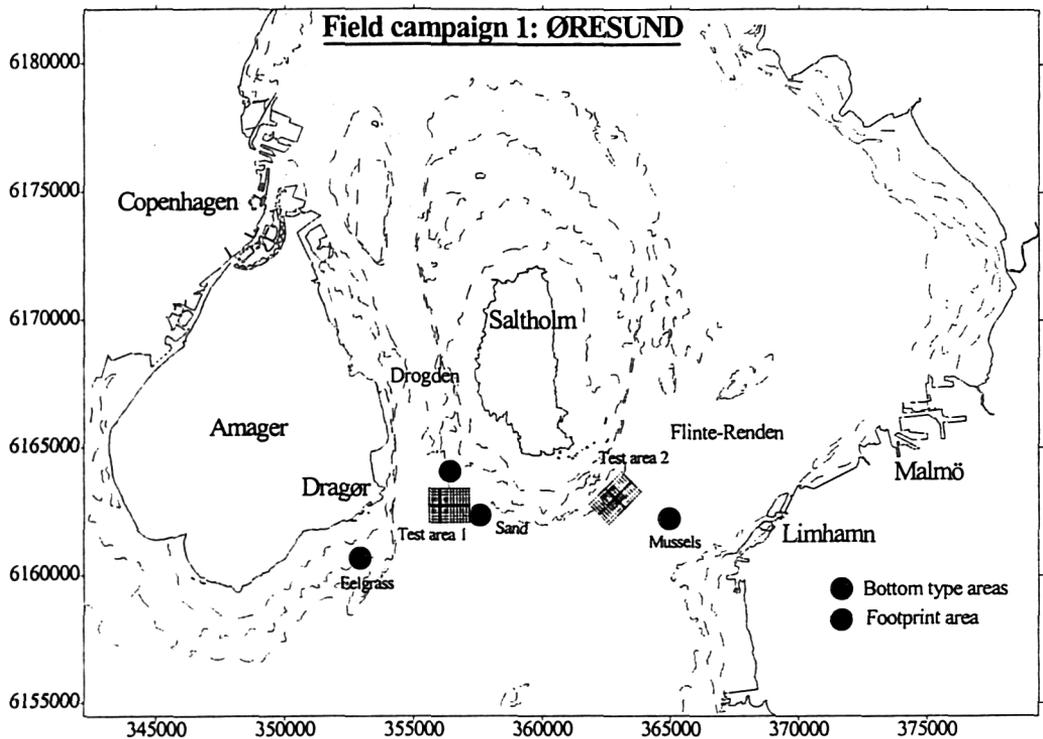 Field campaign 1: ØRESUND
6180000
6175000
Copenhagen
6170000
Saltholm
Drogden
Amager
6165000
Flinte-Renden
Test area 2
Malmö
Dragør
Test area 1
Sand
Mussels
Limhamn
6160000
Eelgrass
Bottom type areas
Footprint area
6155000
345000 350000 355000 360000 365000 370000 375000